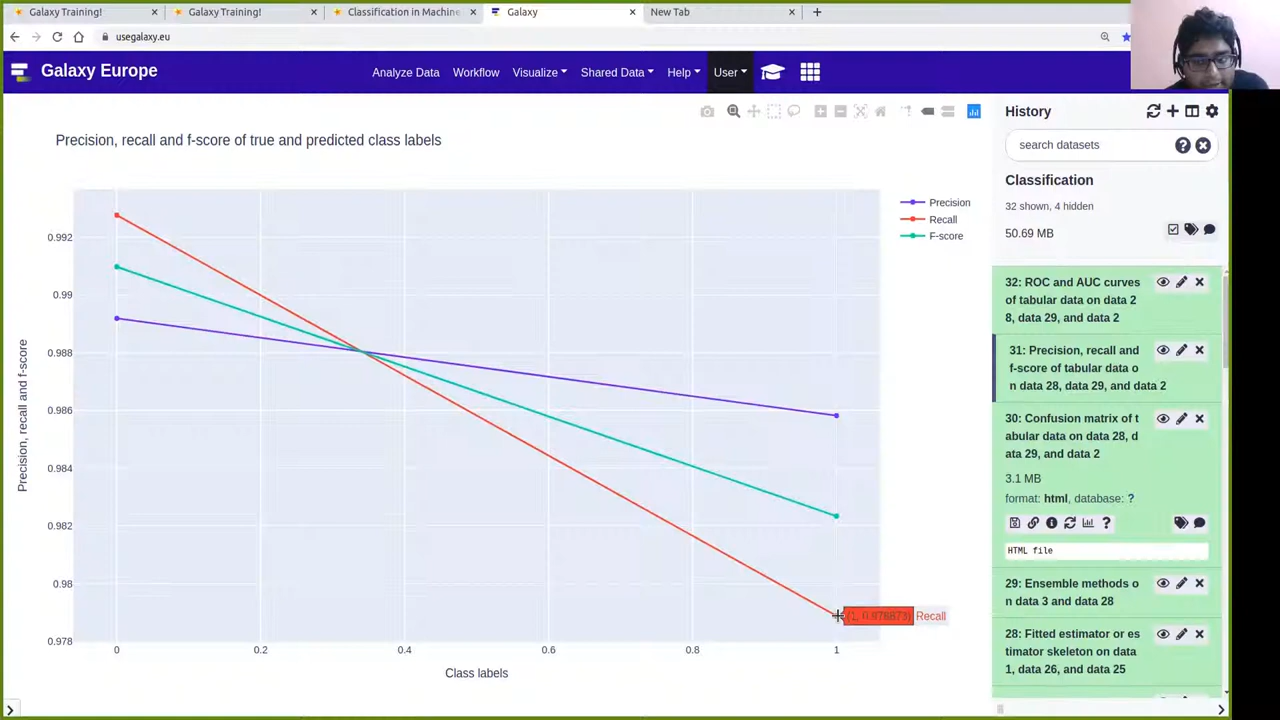 Galaxy Training!
Galaxy Training!
Classification in Machine
Galaxy
New Tab
usegalaxy.eu
Galaxy Europe
Analyze Data
Workflow
Visualize
Shared Data
Help
User
Precision, recall and f-score of true and predicted class labels
Precision, recall and f-score
0.992
0.99
0.988
0.986
0.984
0.982
0.98
0.978
0
0.2
0.4
0.6
0.8
1
Class labels
Precision
Recall
F-score
(1, 0.978873)
Recall
History
search datasets
Classification
32 shown, 4 hidden
50.69 MB
32: ROC and AUC curves
of tabular data on data 2
8, data 29, and data 2
31: Precision, recall and
f-score of tabular data o
n data 28, data 29, and data 2
30: Confusion matrix of t
abular data on data 28, d
ata 29, and data 2
3.1 MB
format: html, database: ?
HTML file
29: Ensemble methods o
n data 3 and data 28
28: Fitted estimator or es
timator skeleton on data
1, data 26, and data 25